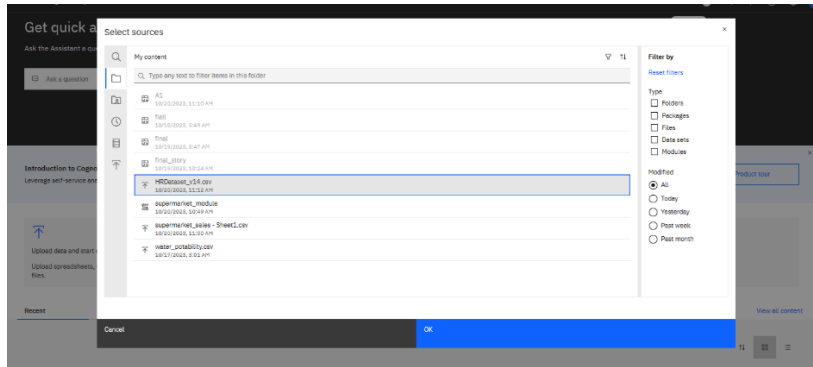 Get quick a
Ask the Assistant a qu
Ask a question
Introduction to Cogno
Leverage self-service ana
Product tour
Upload data and start
Upload spreadsheets,
files.
Recent
View all content
Select sources
My content
Type any text to filter items in this folder
A1
10/20/2023, 11:10 AM
hall
10/18/2023, 3:49 AM
final
10/19/2023, 3:47 AM
final_story
10/19/2023, 10:14 AM
HRDataset_v14.csv
10/20/2023, 11:12 AM
supermarket_module
10/20/2023, 10:49 AM
supermarket_sales - Sheet1.csv
10/20/2023, 11:00 AM
water_potability.csv
10/17/2023, 3:01 AM
Filter by
Reset filters
Type
Folders
Packages
Files
Data sets
Modules
Modified
All
Today
Yesterday
Past week
Past month
Cancel
OK